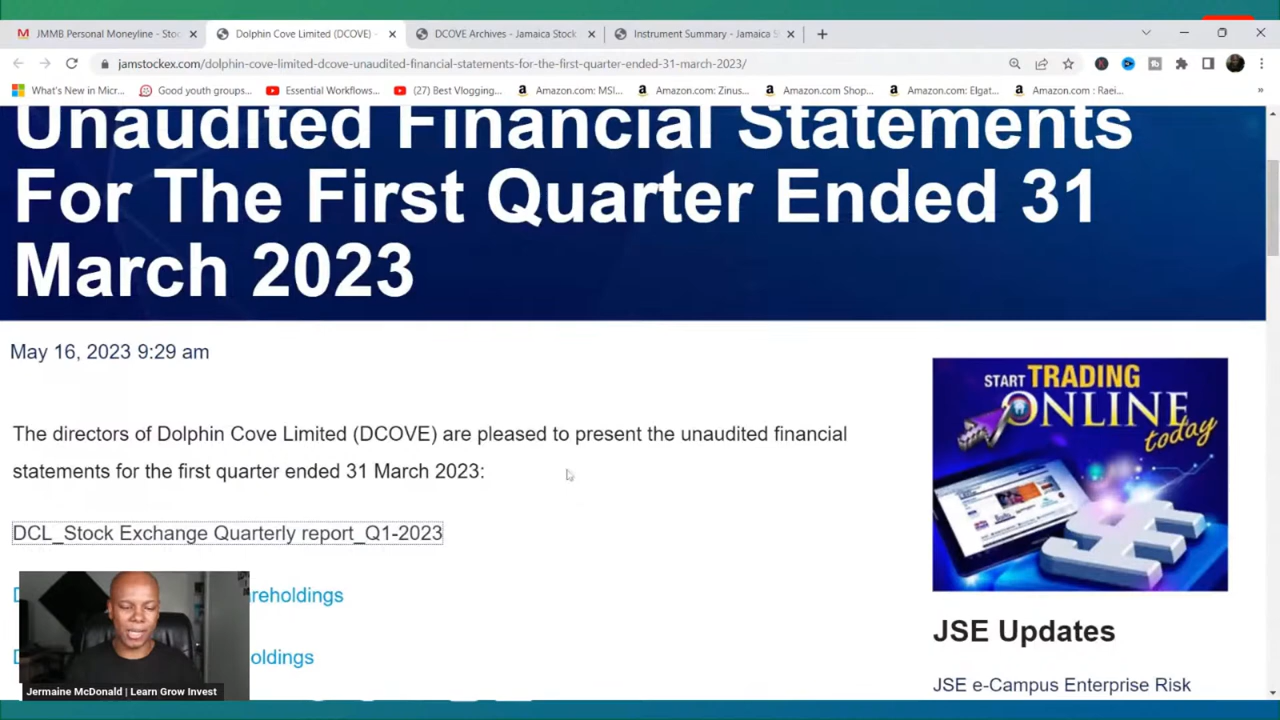 JMMB Personal Moneyline - Stoc
Dolphin Cove Limited (DCOVE) -
DCOVE Archives - Jamaica Stock
Instrument Summary - Jamaica S
jamstockex.com/dolphin-cove-limited-dcove-unaudited-financial-statements-for-the-first-quarter-ended-31-march-2023/
What's New in Micr...
Good youth groups...
Essential Workflows...
(27) Best Vlogging...
Amazon.com: MSI...
Amazon.com: Zinus...
Amazon.com Shop...
Amazon.com: Elgat...
Amazon.com : Raei...
Unaudited Financial Statements
For The First Quarter Ended 31
March 2023
May 16, 2023 9:29 am
The directors of Dolphin Cove Limited (DCOVE) are pleased to present the unaudited financial
statements for the first quarter ended 31 March 2023:
DCL_Stock Exchange Quarterly report_Q1-2023
reholdings
oldings
Jermaine McDonald | Learn Grow Invest
START TRADING
ONLINE
today
JSE Updates
JSE e-Campus Enterprise Risk